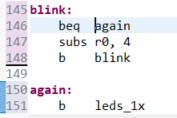 145 blink:
146 beq again
147 subs r0, 4
148 b blink
149
150 again:
151 b leds_1x